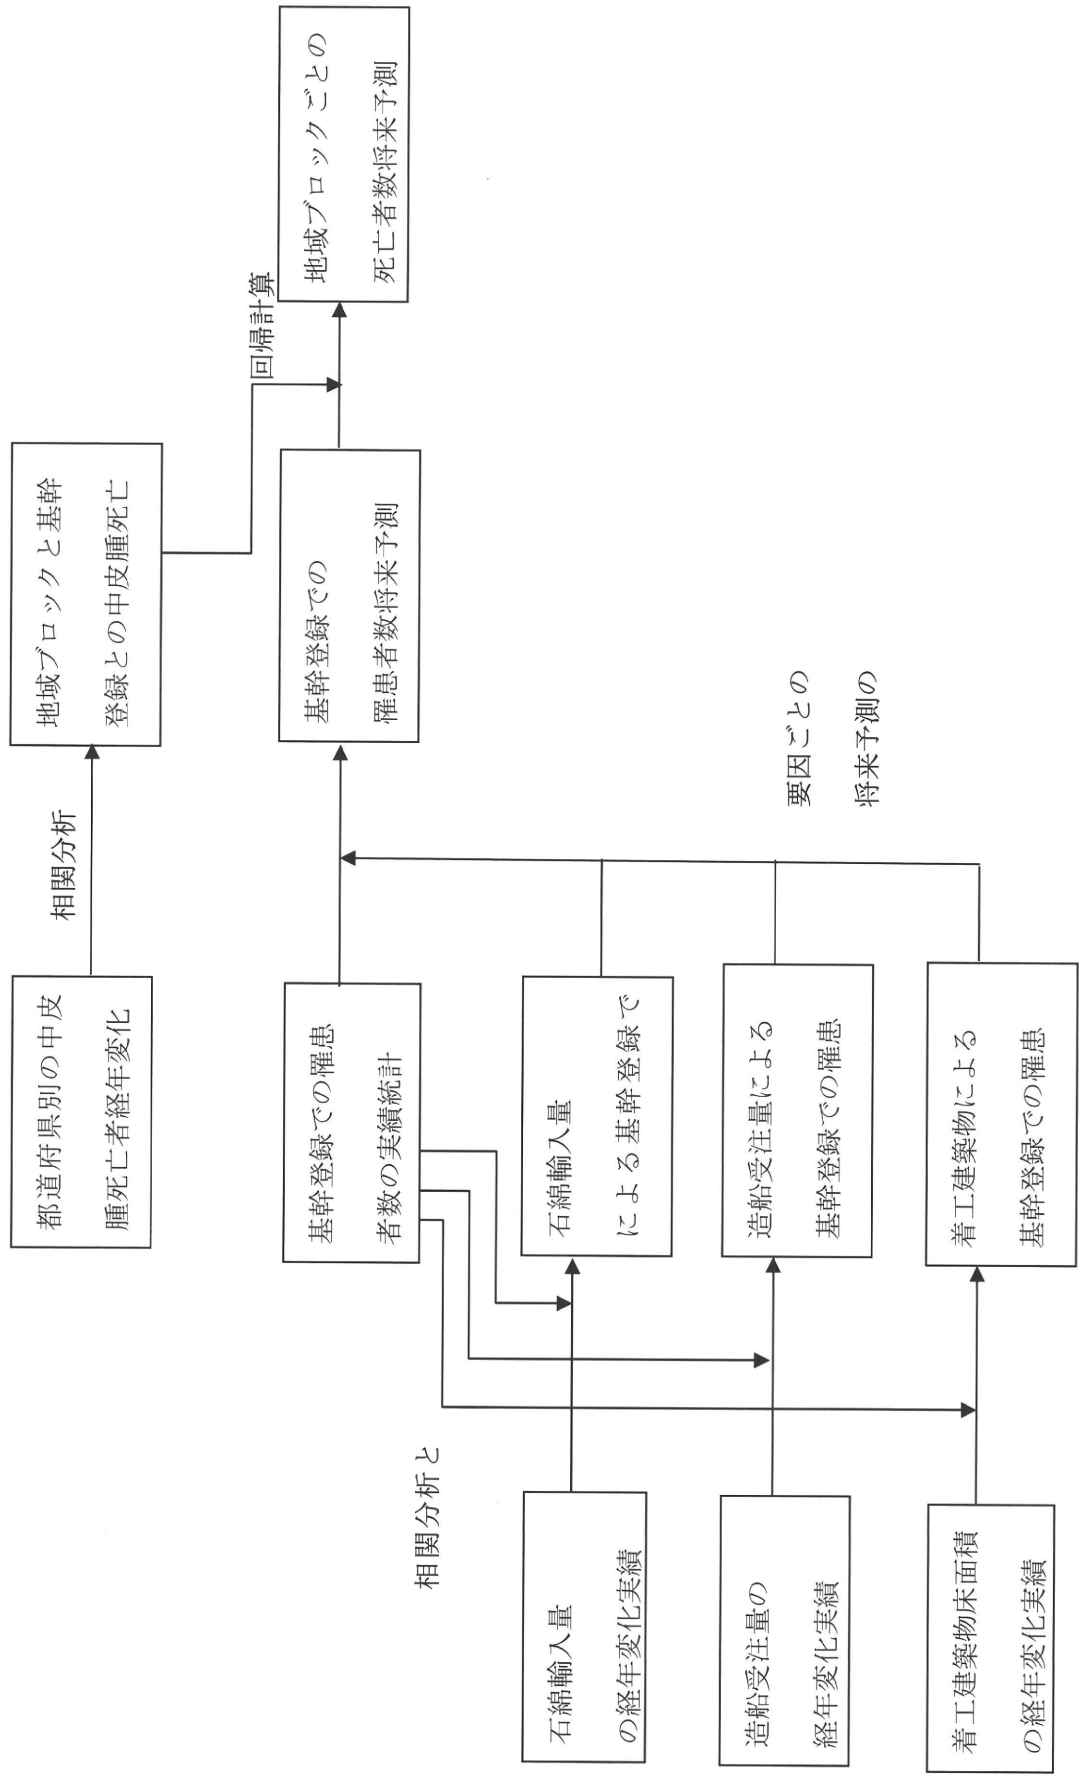 都道府県別の中皮
腫死亡者経年変化
相関分析
地域ブロックと基幹
登録との中皮腫死亡
回帰計算
基幹登録での罹患
者数の実績統計
基幹登録での
罹患者数将来予測
地域ブロックごとの
死亡者数将来予測
相関分析と
石綿輸入量
の経年変化実績
石綿輸入量
による基幹登録で
造船受注量の
経年変化実績
造船受注量による
基幹登録での罹患
着工建築物床面積
の経年変化実績
着工建築物による
基幹登録での罹患
要因ごとの
将来予測の